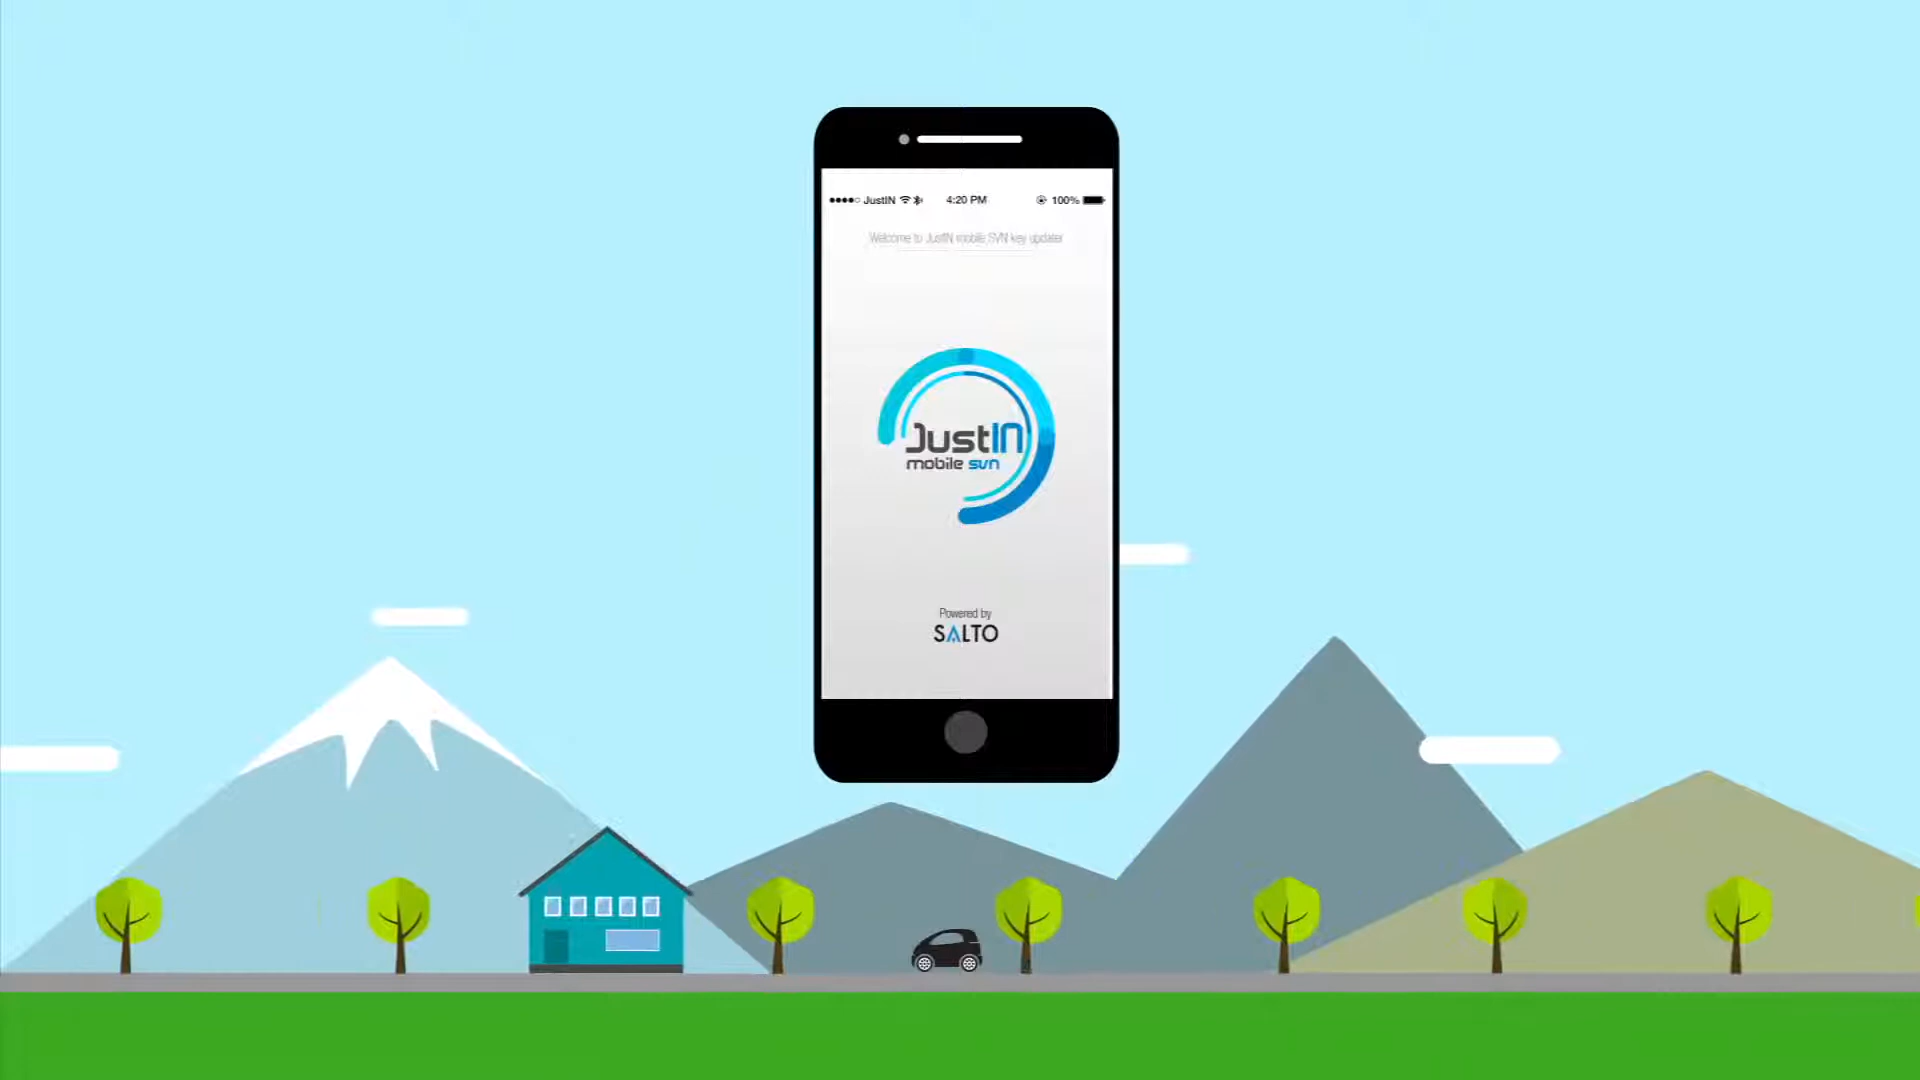 JustIN 4:20 PM 100%
Welcome to JustIN mobile SVN key updater
JustIN
mobile svn
Powered by
SALTO